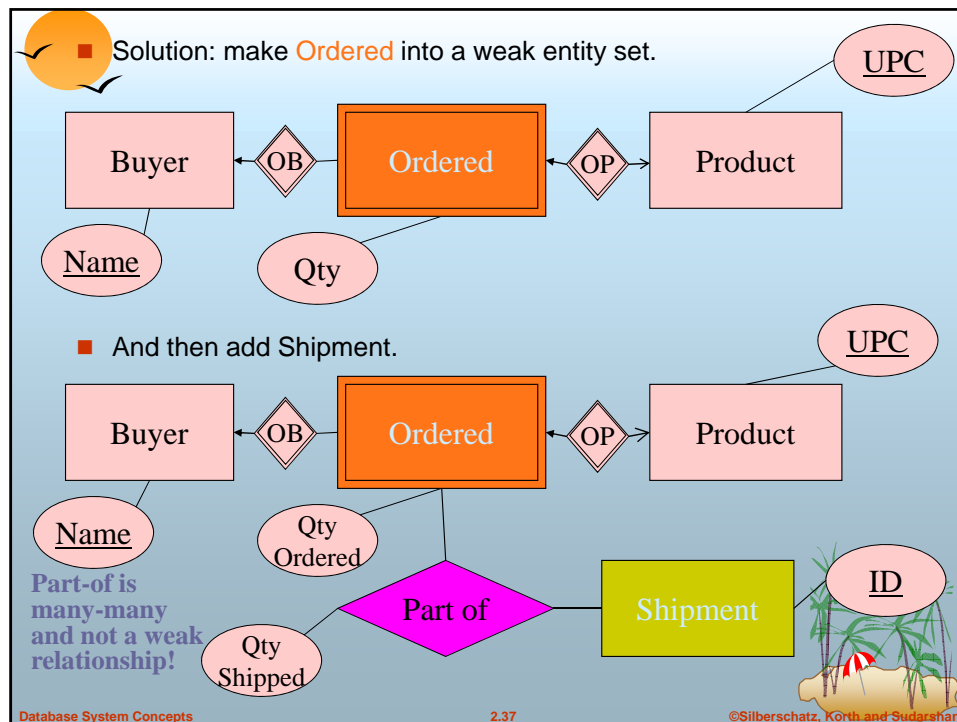 Solution: make Ordered into a weak entity set.
UPC
Buyer
OB
Ordered
OP
Product
Name
Qty
And then add Shipment.
UPC
Buyer
OB
Ordered
OP
Product
Name
Qty
Ordered
Part-of is
many-many
and not a weak
relationship!
Part of
Shipment
ID
Qty
Shipped
Database System Concepts
2.37
©Silberschatz, Korth and Sudarshan